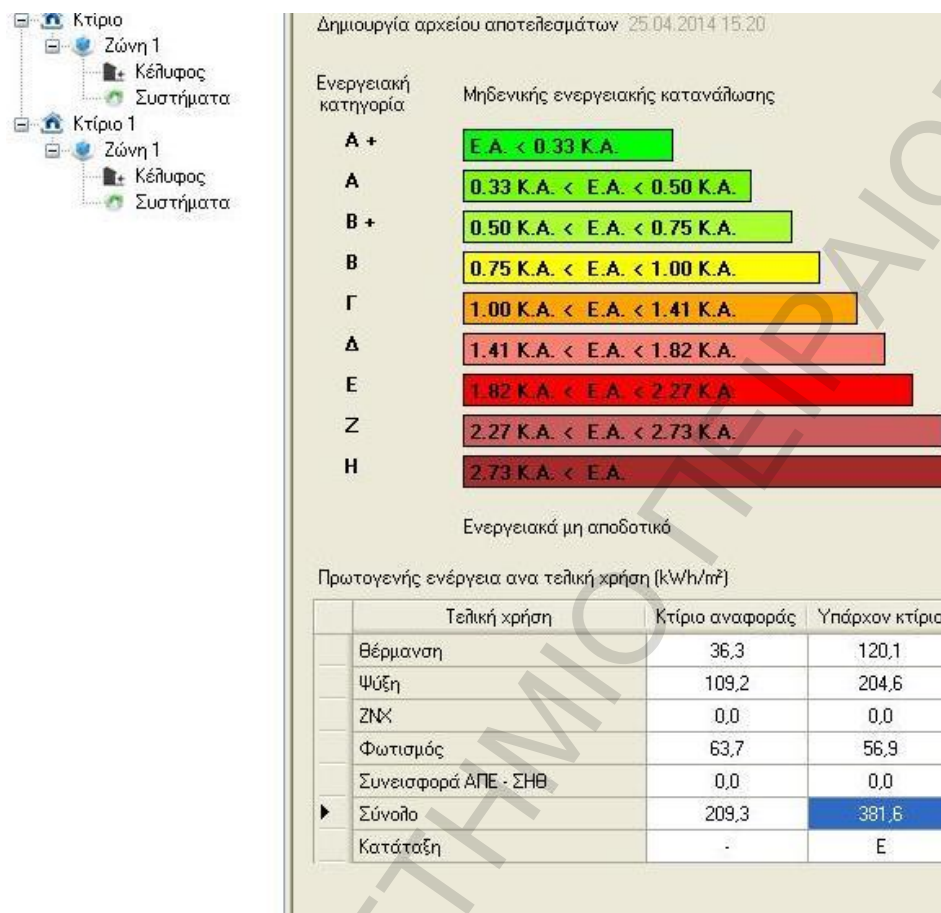 Κτίριο
Ζώνη 1
Κέλυφος
Συστήματα
Κτίριο 1
Ζώνη 1
Κέλυφος
Συστήματα
Δημιουργία αρχείου αποτελεσμάτων 25.04.2014 15.20
Ενεργειακή κατηγορία
Μηδενικής ενεργειακής κατανάλωσης
Α + Ε.Α. < 0.33 Κ.Α.
Α 0.33 Κ.Α. < Ε.Α. < 0.50 Κ.Α.
Β + 0.50 Κ.Α. < Ε.Α. < 0.75 Κ.Α.
Β 0.75 Κ.Α. < Ε.Α. < 1.00 Κ.Α.
Γ 1.00 Κ.Α. < Ε.Α. < 1.41 Κ.Α.
Δ 1.41 Κ.Α. < Ε.Α. < 1.82 Κ.Α.
Ε 1.82 Κ.Α. < Ε.Α. < 2.27 Κ.Α.
Ζ 2.27 Κ.Α. < Ε.Α. < 2.73 Κ.Α.
Η 2.73 Κ.Α. < Ε.Α.
Ενεργειακά μη αποδοτικό
Πρωτογενής ενέργεια ανα τελική χρήση (kWh/m²)
Τελική χρήση Κτίριο αναφοράς Υπάρχον κτίριο
Θέρμανση 36,3 120,1
Ψύξη 109,2 204,6
ΖΝΧ 0,0 0,0
Φωτισμός 63,7 56,9
Συνεισφορά ΑΠΕ - ΣΗΘ 0,0 0,0
Σύνολο 209,3 381,6
Κατάταξη - Ε
ΠΕΙΡΑΙΟ